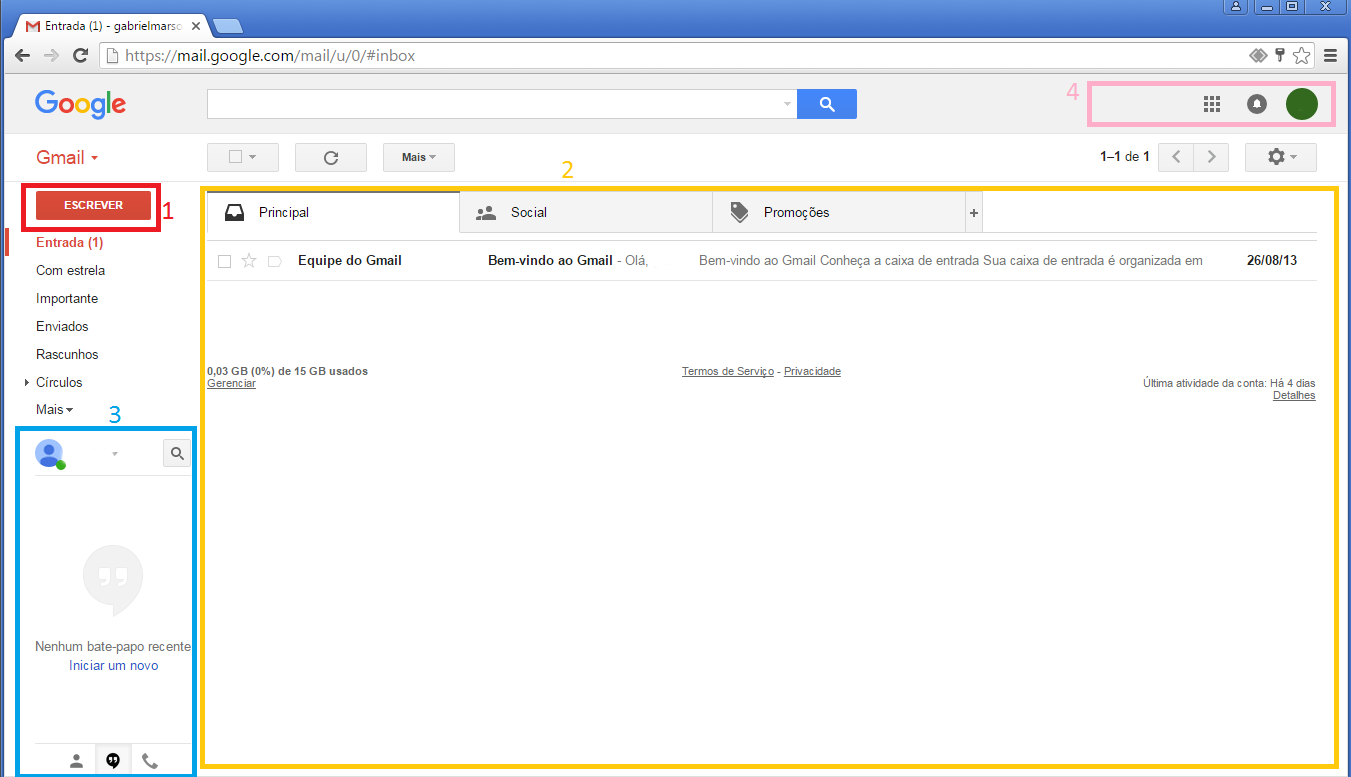 Entrada (1) - gabrielmarsc
https://mail.google.com/mail/u/0/#inbox
Google
4
Gmail
Mais
1–1 de 1
2
ESCREVER
1
Principal
Social
Promoções
+
Entrada (1)
Equipe do Gmail
Bem-vindo ao Gmail - Olá,
Bem-vindo ao Gmail Conheça a caixa de entrada Sua caixa de entrada é organizada em
26/08/13
Com estrela
Importante
Enviados
Rascunhos
Círculos
Mais
0,03 GB (0%) de 15 GB usados
Gerenciar
Termos de Serviço - Privacidade
Última atividade da conta: Há 4 dias
Detalhes
3
Nenhum bate-papo recente
Iniciar um novo